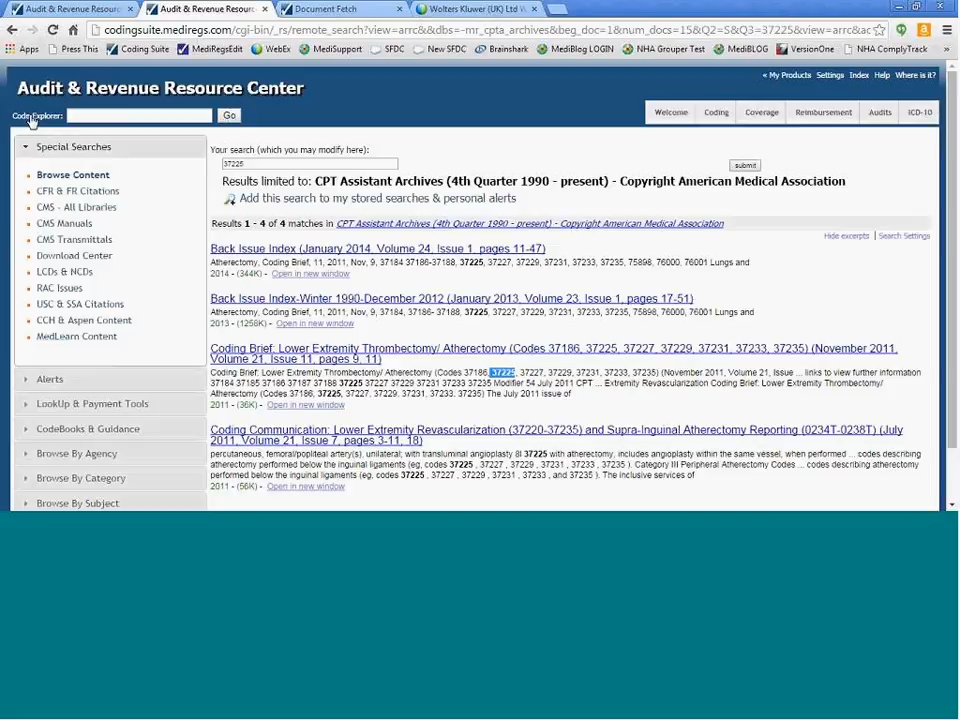 Audit & Revenue Resourc
Audit & Revenue Resourc
Document Fetch
Wolters Kluwer (UK) Ltd W
codingsuite.mediregs.com/cgi-bin/_rs/remote_search?view=arrc&&dbs=-mr_cpta_archives&beg_doc=1&num_docs=15&Q2=S&Q3=37225&view=arrc&ac
Apps
Press This
Coding Suite
MediRegsEdit
WebEx
MediSupport
SFDC
New SFDC
Brainshark
MediBlog LOGIN
NHA Grouper Test
MediBLOG
VersionOne
NHA ComplyTrack
»
« My Products Settings Index Help Where is it?
Audit & Revenue Resource Center
Code Explorer:
Go
Welcome
Coding
Coverage
Reimbursement
Audits
ICD-10
Special Searches
Browse Content
CFR & FR Citations
CMS - All Libraries
CMS Manuals
CMS Transmittals
Download Center
LCDs & NCDs
RAC Issues
USC & SSA Citations
CCH & Aspen Content
MedLearn Content
Alerts
LookUp & Payment Tools
CodeBooks & Guidance
Browse By Agency
Browse By Category
Browse By Subject
Your search (which you may modify here):
37225
submit
Results limited to: CPT Assistant Archives (4th Quarter 1990 - present) - Copyright American Medical Association
Add this search to my stored searches & personal alerts
Results 1 - 4 of 4 matches in CPT Assistant Archives (4th Quarter 1990 - present) - Copyright American Medical Association
Hide excerpts | Search Settings
Back Issue Index (January 2014, Volume 24, Issue 1, pages 11-47)
Atherectomy, Coding Brief, 11, 2011, Nov, 9, 37184 37186-37188, 37225, 37227, 37229, 37231, 37233, 37235, 75898, 76000, 76001 Lungs and
2014 - (344K) - Open in new window
Back Issue Index-Winter 1990-December 2012 (January 2013, Volume 23, Issue 1, pages 17-51)
Atherectomy, Coding Brief, 11, 2011, Nov, 9, 37184, 37186- 37188, 37225, 37227, 37229, 37231, 37233, 37235, 75898, 76000, 76001 Lungs and
2013 - (1258K) - Open in new window
Coding Brief: Lower Extremity Thrombectomy/ Atherectomy (Codes 37186, 37225, 37227, 37229, 37231, 37233, 37235) (November 2011,
Volume 21, Issue 11, pages 9, 11)
Coding Brief: Lower Extremity Thrombectomy/ Atherectomy (Codes 37186, 37225, 37227, 37229, 37231, 37233, 37235) (November 2011, Volume 21, Issue ... links to view further information
37184 37185 37186 37187 37188 37225 37227 37229 37231 37233 37235 Modifier 54 July 2011 CPT ... Extremity Revascularization Coding Brief: Lower Extremity Thrombectomy/
Atherectomy (Codes 37186, 37225, 37227, 37229, 37231, 37233, 37235) The July 2011 issue of
2011 - (36K) - Open in new window
Coding Communication: Lower Extremity Revascularization (37220-37235) and Supra-Inguinal Atherectomy Reporting (0234T-0238T) (July
2011, Volume 21, Issue 7, pages 3-11, 18)
percutaneous, femoral/popliteal artery(s), unilateral; with transluminal angioplasty âl 37225 with atherectomy, includes angioplasty within the same vessel, when performed ... codes describing
atherectomy performed below the inguinal ligaments (eg, codes 37225 , 37227 , 37229 , 37231 , 37233 , 37235 ). Category III Peripheral Atherectomy Codes ... codes describing atherectomy
performed below the inguinal ligaments (eg, codes 37225 , 37227 , 37229 , 37231 , 37233 , and 37235 ). The inclusive services of
2011 - (56K) - Open in new window